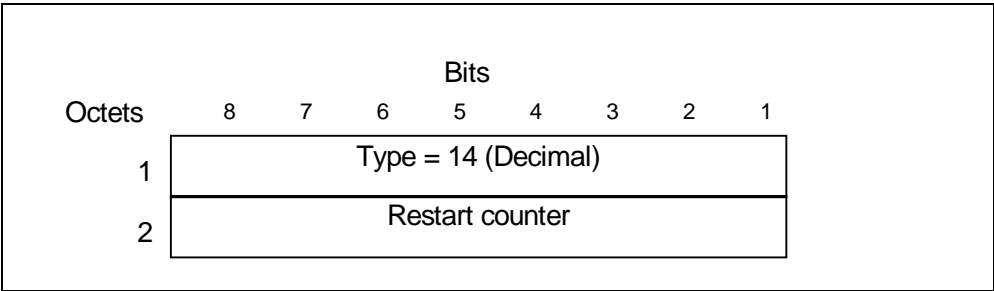 Bits
Octets 8 7 6 5 4 3 2 1
1 Type = 14 (Decimal)
2 Restart counter